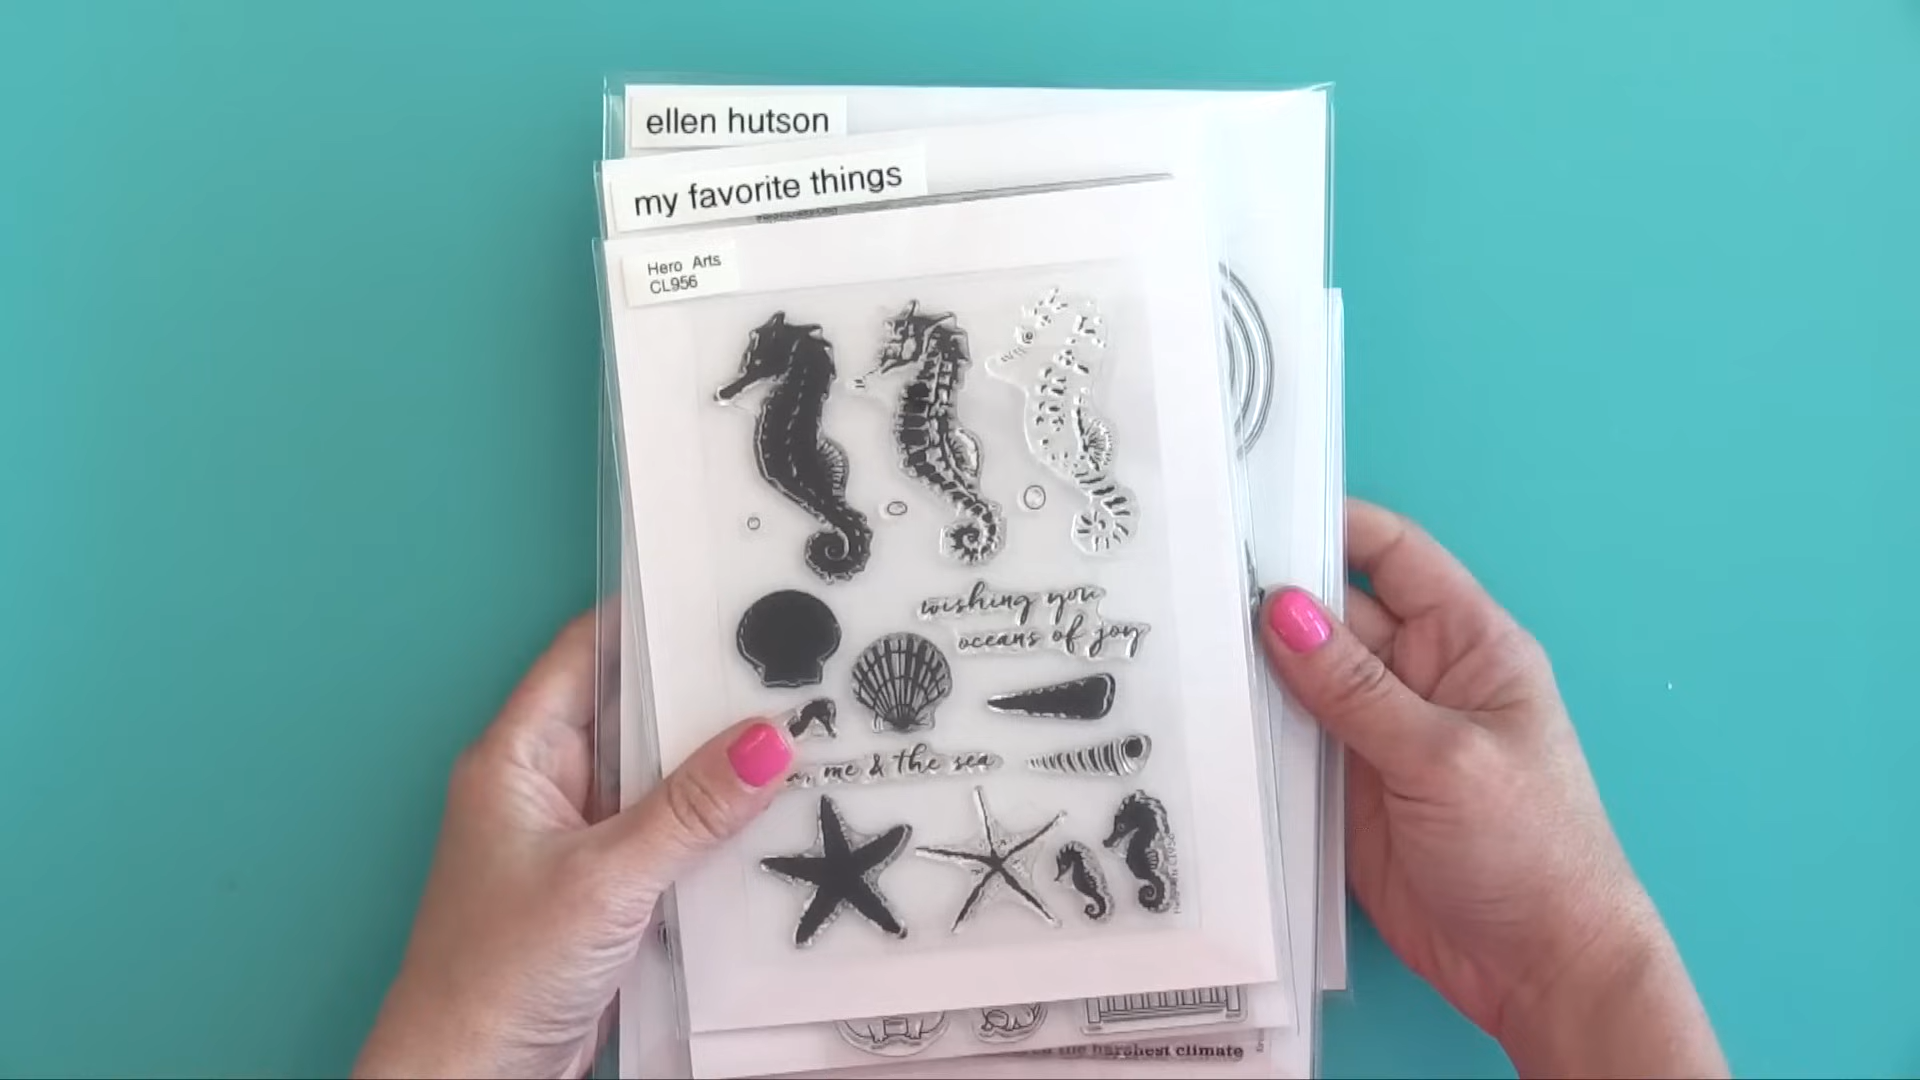 ellen hutson
my favorite things
Hero Arts
CL956
wishing you
oceans of joy
me & the sea
the harshest climate